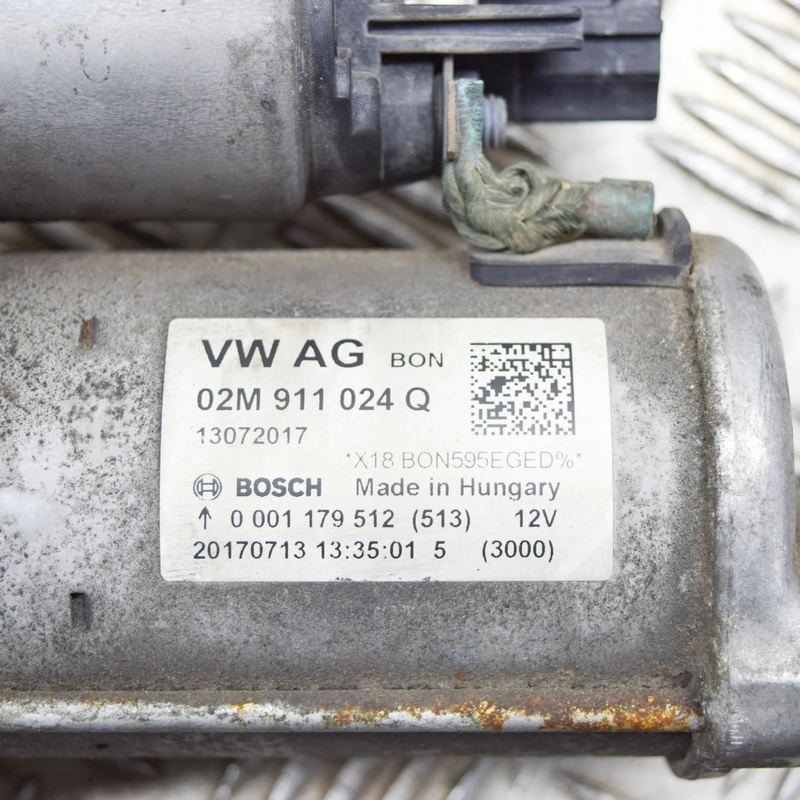 VW AG BON
02M 911 024 Q
13072017
*X18 BON595EGED%*
BOSCH Made in Hungary
↑ 0 001 179 512 (513) 12V
20170713 13:35:01 5 (3000)